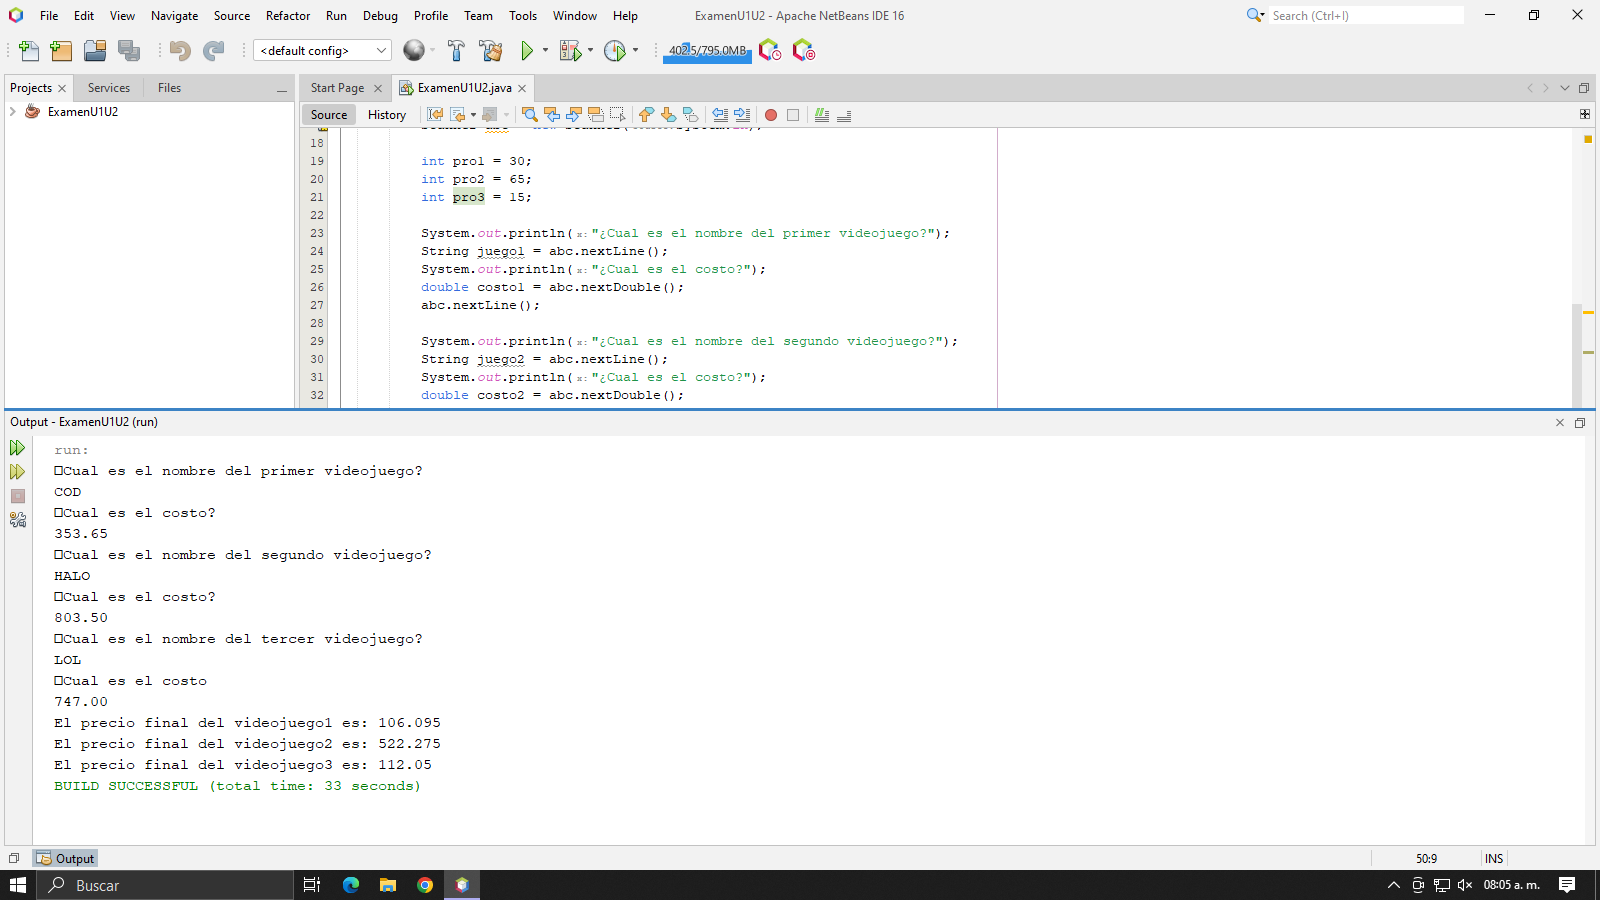 File Edit View Navigate Source Refactor Run Debug Profile Team Tools Window Help
ExamenU1U2 - Apache NetBeans IDE 16
Search (Ctrl+I)
<default config>
402.5/795.0MB
Projects Services Files
Start Page ExamenU1U2.java
ExamenU1U2
Source History
18
19 int pro1 = 30;
20 int pro2 = 65;
21 int pro3 = 15;
22
23 System.out.println(x:"¿Cual es el nombre del primer videojuego?");
24 String juego1 = abc.nextLine();
25 System.out.println(x:"¿Cual es el costo?");
26 double costo1 = abc.nextDouble();
27 abc.nextLine();
28
29 System.out.println(x:"¿Cual es el nombre del segundo videojuego?");
30 String juego2 = abc.nextLine();
31 System.out.println(x:"¿Cual es el costo?");
32 double costo2 = abc.nextDouble();
Output - ExamenU1U2 (run)
run:
□Cual es el nombre del primer videojuego?
COD
□Cual es el costo?
353.65
□Cual es el nombre del segundo videojuego?
HALO
□Cual es el costo?
803.50
□Cual es el nombre del tercer videojuego?
LOL
□Cual es el costo
747.00
El precio final del videojuego1 es: 106.095
El precio final del videojuego2 es: 522.275
El precio final del videojuego3 es: 112.05
BUILD SUCCESSFUL (total time: 33 seconds)
Output
50:9 INS
Buscar
08:05 a. m.